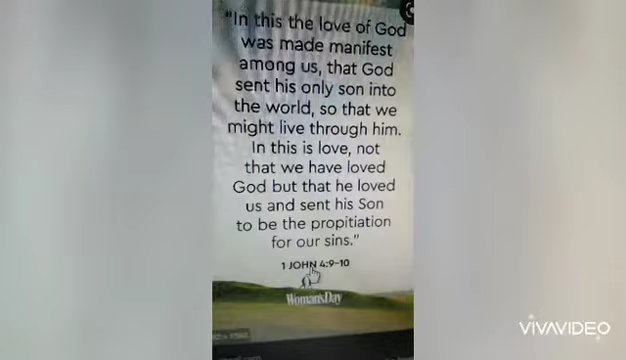 “In this the love of God
was made manifest
among us, that God
sent his only son into
the world, so that we
might live through him.
In this is love, not
that we have loved
God but that he loved
us and sent his Son
to be the propitiation
for our sins.”
1 JOHN 4:9-10
Woman'sDay
VIVAVIDEO